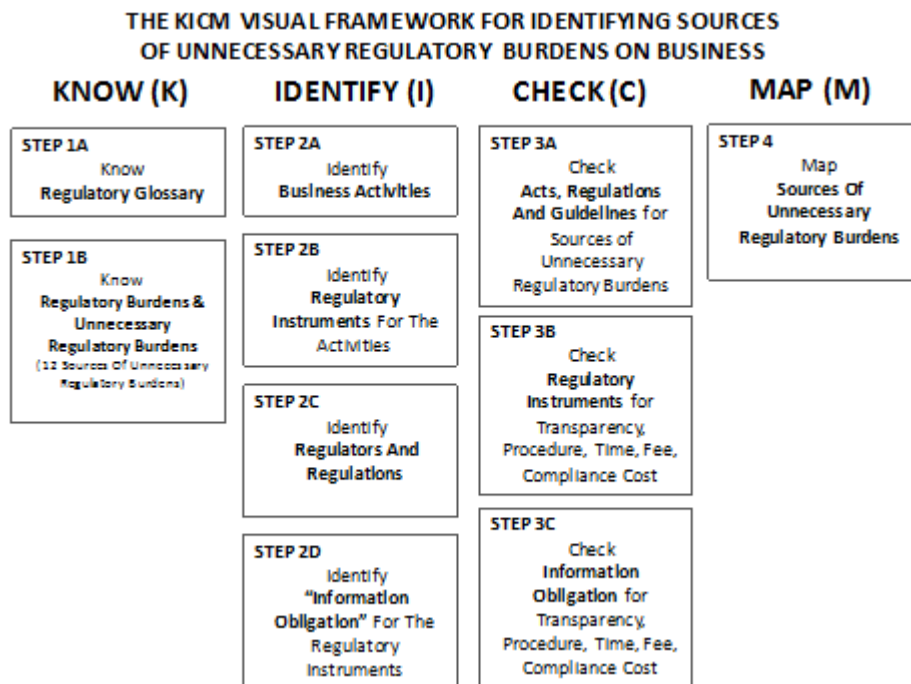 THE KICM VISUAL FRAMEWORK FOR IDENTIFYING SOURCES
OF UNNECESSARY REGULATORY BURDENS ON BUSINESS
KNOW (K)
STEP 1A
Know
Regulatory Glossary
STEP 1B
Know
Regulatory Burdens &
Unnecessary
Regulatory Burdens
(12 Sources Of Unnecessary
Regulatory Burdens)
IDENTIFY (I)
STEP 2A
Identify
Business Activities
STEP 2B
Identify
Regulatory
Instruments For The
Activities
STEP 2C
Identify
Regulators And
Regulations
STEP 2D
Identify
“Information
Obligation” For The
Regulatory
Instruments
CHECK (C)
STEP 3A
Check
Acts, Regulations
And Guidelines for
Sources of
Unnecessary
Regulatory Burdens
STEP 3B
Check
Regulatory
Instruments for
Transparency,
Procedure, Time, Fee,
Compliance Cost
STEP 3C
Check
Information
Obligation for
Transparency,
Procedure, Time, Fee,
Compliance Cost
MAP (M)
STEP 4
Map
Sources Of
Unnecessary
Regulatory Burdens